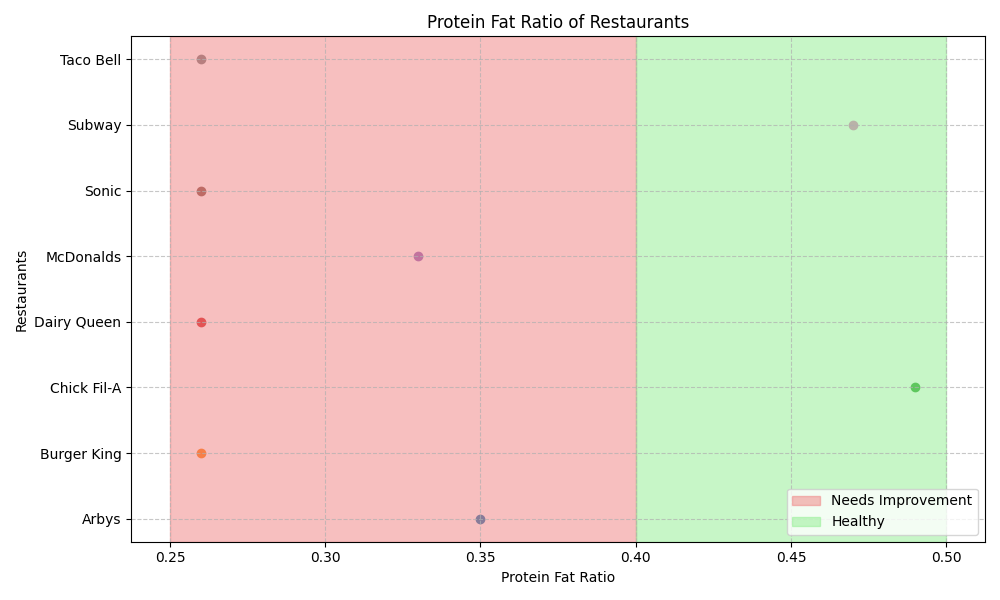 Protein Fat Ratio of Restaurants
Restaurants
Taco Bell
Subway
Sonic
McDonalds
Dairy Queen
Chick Fil-A
Burger King
Arbys
Needs Improvement
Healthy
0.25 0.30 0.35 0.40 0.45 0.50
Protein Fat Ratio